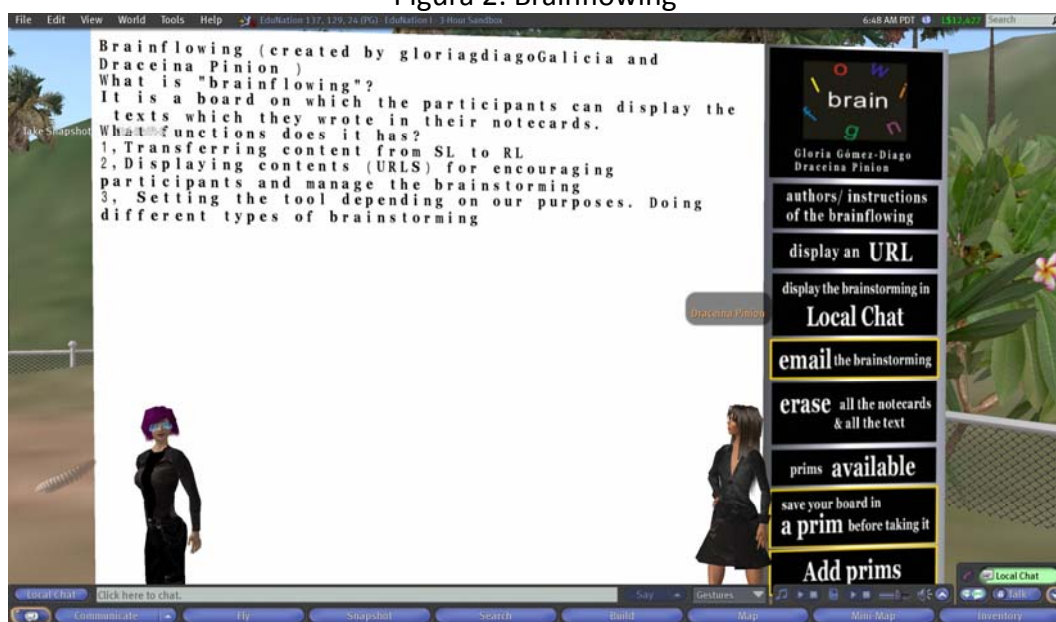 Figura 2. Brainflowing
File Edit View World Tools Help
EduNation 137, 129, 24 (PG) - EduNation I - 3-Hour Sandbox
6:48 AM PDT
L$12,427
Search
Brainflowing (created by gloriagdiagoGalicia and
Draceina Pinion )
What is "brainflowing"?
It is a board on which the participants can display the
texts which they wrote in their notecards.
What functions does it has?
1, Transferring content from SL to RL
2, Displaying contents (URLS) for encouraging
participants and manage the brainstorming
3, Setting the tool depending on our purposes. Doing
different types of brainstorming
Take Snapshot
flowing
brain
Gloria Gómez-Diago
Draceina Pinion
authors/ instructions
of the brainflowing
display an URL
display the brainstorming in
Local Chat
Draceina Pinion
email the brainstorming
erase all the notecards
& all the text
prims available
save your board in
a prim before taking it
Add prims
Local Chat
Local Chat
Click here to chat.
Say
Gestures
Talk
Communicate
Fly
Snapshot
Search
Build
Map
Mini-Map
Inventory